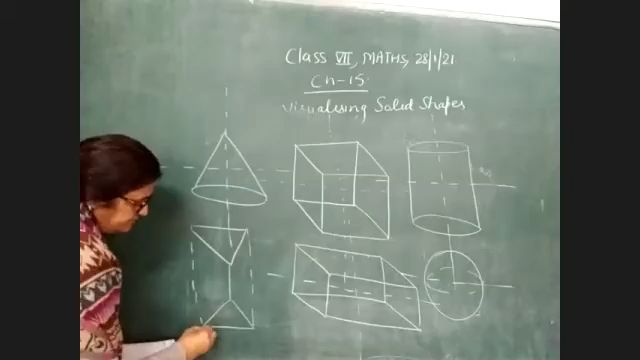 Class VII, MATHS, 28/1/21
Ch-15
Visualising Solid Shapes